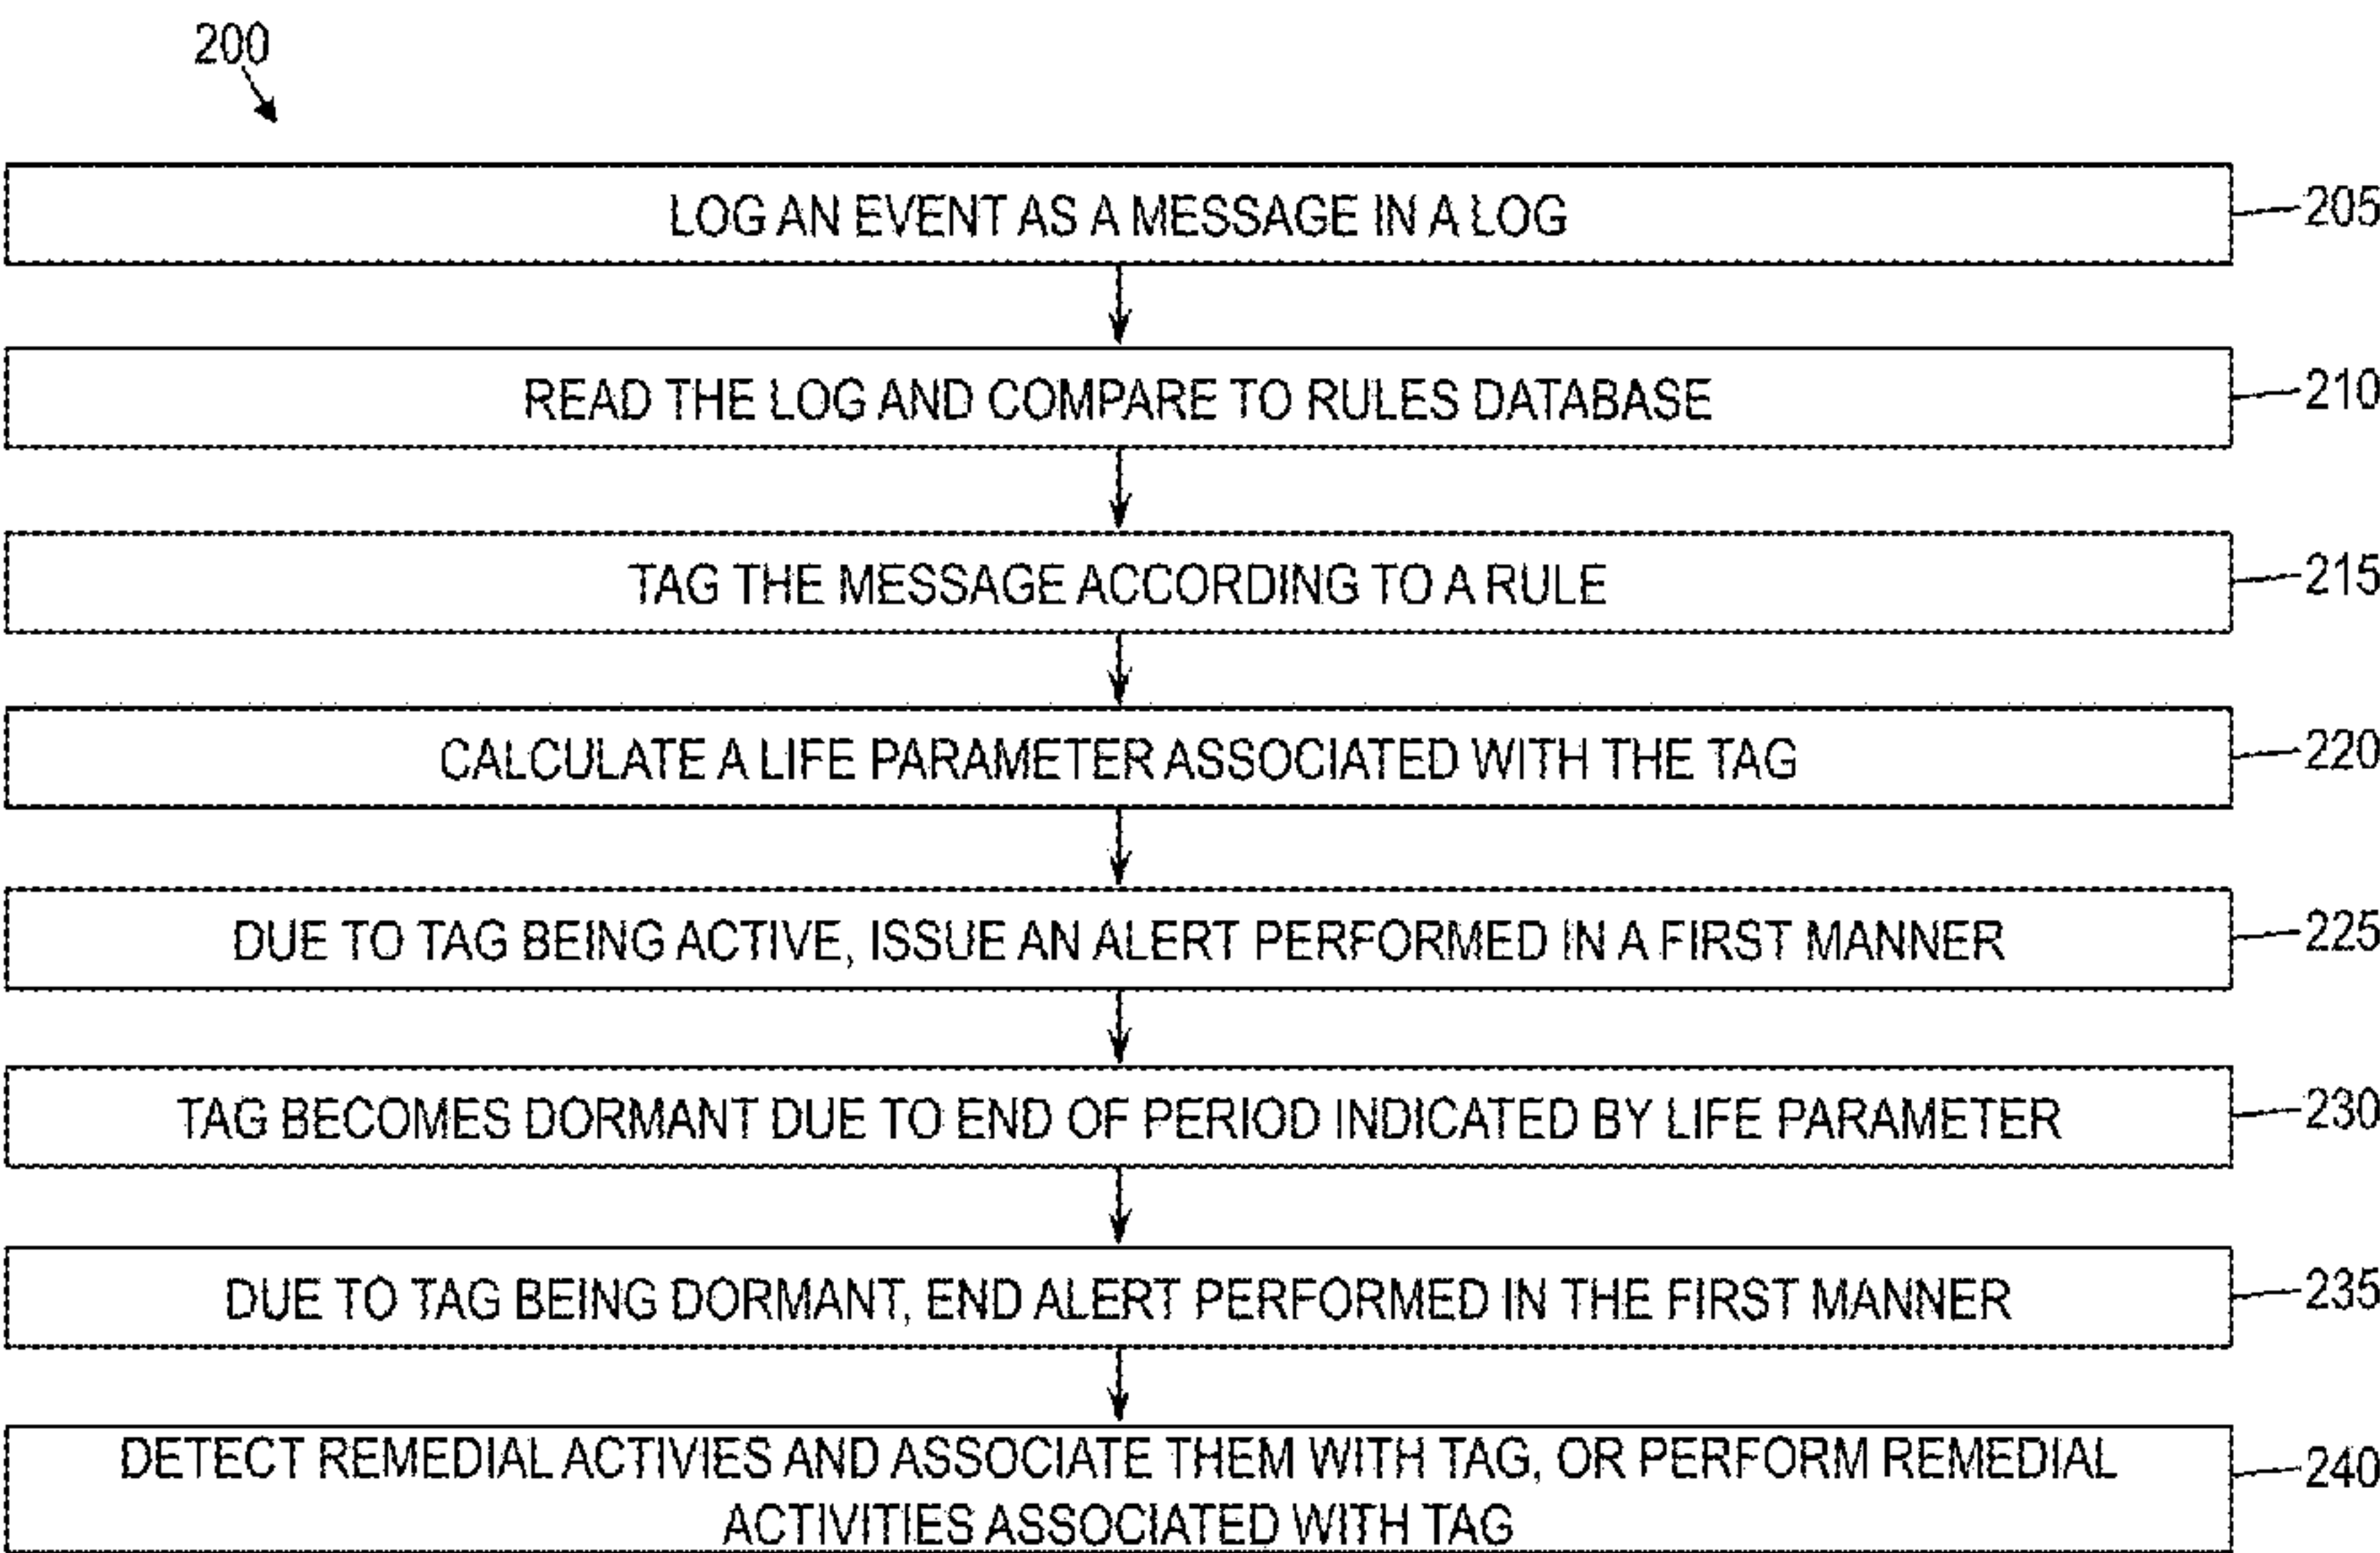 200
LOG AN EVENT AS A MESSAGE IN A LOG
205
READ THE LOG AND COMPARE TO RULES DATABASE
210
TAG THE MESSAGE ACCORDING TO A RULE
215
CALCULATE A LIFE PARAMETER ASSOCIATED WITH THE TAG
220
DUE TO TAG BEING ACTIVE, ISSUE AN ALERT PERFORMED IN A FIRST MANNER
225
TAG BECOMES DORMANT DUE TO END OF PERIOD INDICATED BY LIFE PARAMETER
230
DUE TO TAG BEING DORMANT, END ALERT PERFORMED IN THE FIRST MANNER
235
DETECT REMEDIAL ACTIVIES AND ASSOCIATE THEM WITH TAG, OR PERFORM REMEDIAL
ACTIVITIES ASSOCIATED WITH TAG
240